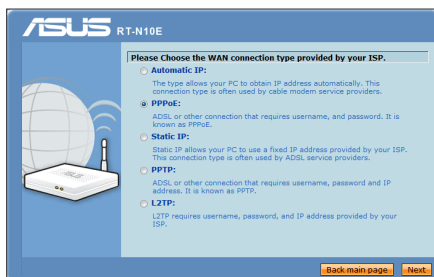 ASUS RT-N10E
Please Choose the WAN connection type provided by your ISP.
Automatic IP:
The type allows your PC to obtain IP address automatically. This
connection type is often used by cable modem service providers.
PPPoE:
ADSL or other connection that requires username, and password. It is
known as PPPoE.
Static IP:
Static IP allows your PC to use a fixed IP address provided by your ISP.
This connection type is often used by ADSL service providers.
PPTP:
ADSL or other connection that requires username, password and IP
address. It is known as PPTP.
L2TP:
L2TP requires username, password, and IP address provided by your
ISP.
Back main page Next